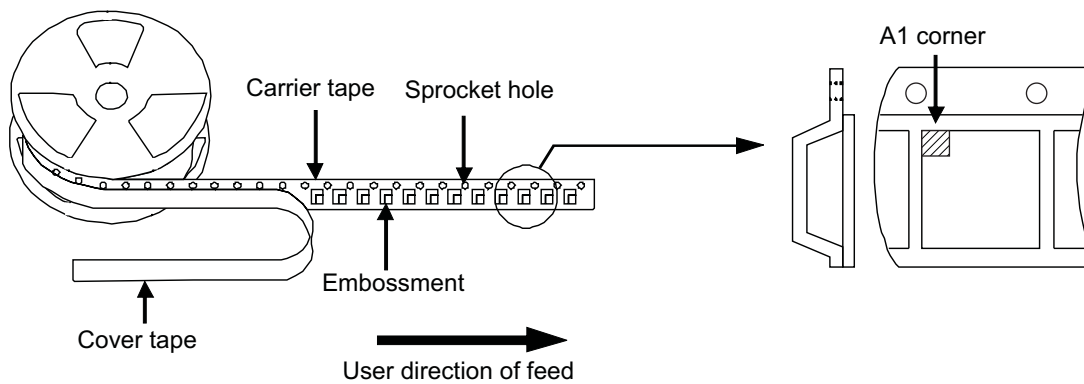 A1 corner
Carrier tape
Sprocket hole
Embossment
Cover tape
User direction of feed